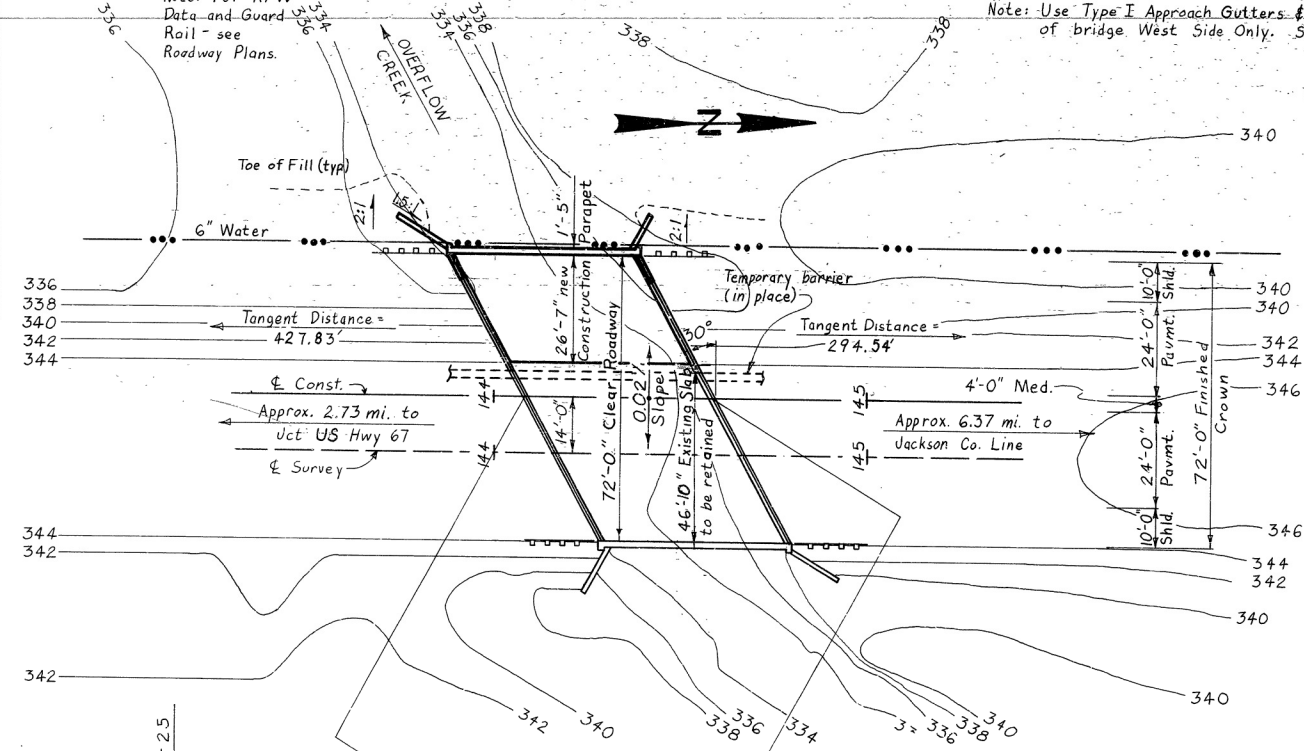 Data and Guard
Rail - see
Roadway Plans.
Note: Use Type I Approach Gutters &
of bridge West Side Only. S
336
336
334
334
336
338
338
338
OVERFLOW
CREEK
N
340
Toe of Fill (typ)
2:1
1.5:1
1'-5" Parapet
2:1
6" Water
336
338
340
342
344
Tangent Distance =
427.83'
26'-7" new
Construction
72'-0" Clear Roadway
0.02'/'
Slope
Temporary barrier
(in place)
30°
Tangent Distance =
294.54'
10'-0" Shld.
24'-0" Pavmt.
340
340
342
344
346
℄ Const.
144
145
4'-0" Med.
Approx. 2.73 mi. to
Jct US Hwy 67
14'-0"
46'-10" Existing Slab
to be retained
Approx. 6.37 mi. to
Jackson Co. Line
℄ Survey
144
145
24'-0" Pavmt.
72'-0" Finished
Crown
10'-0" Shld.
344
342
346
344
342
340
342
342
340
338
336
334
336
338
340
340
25